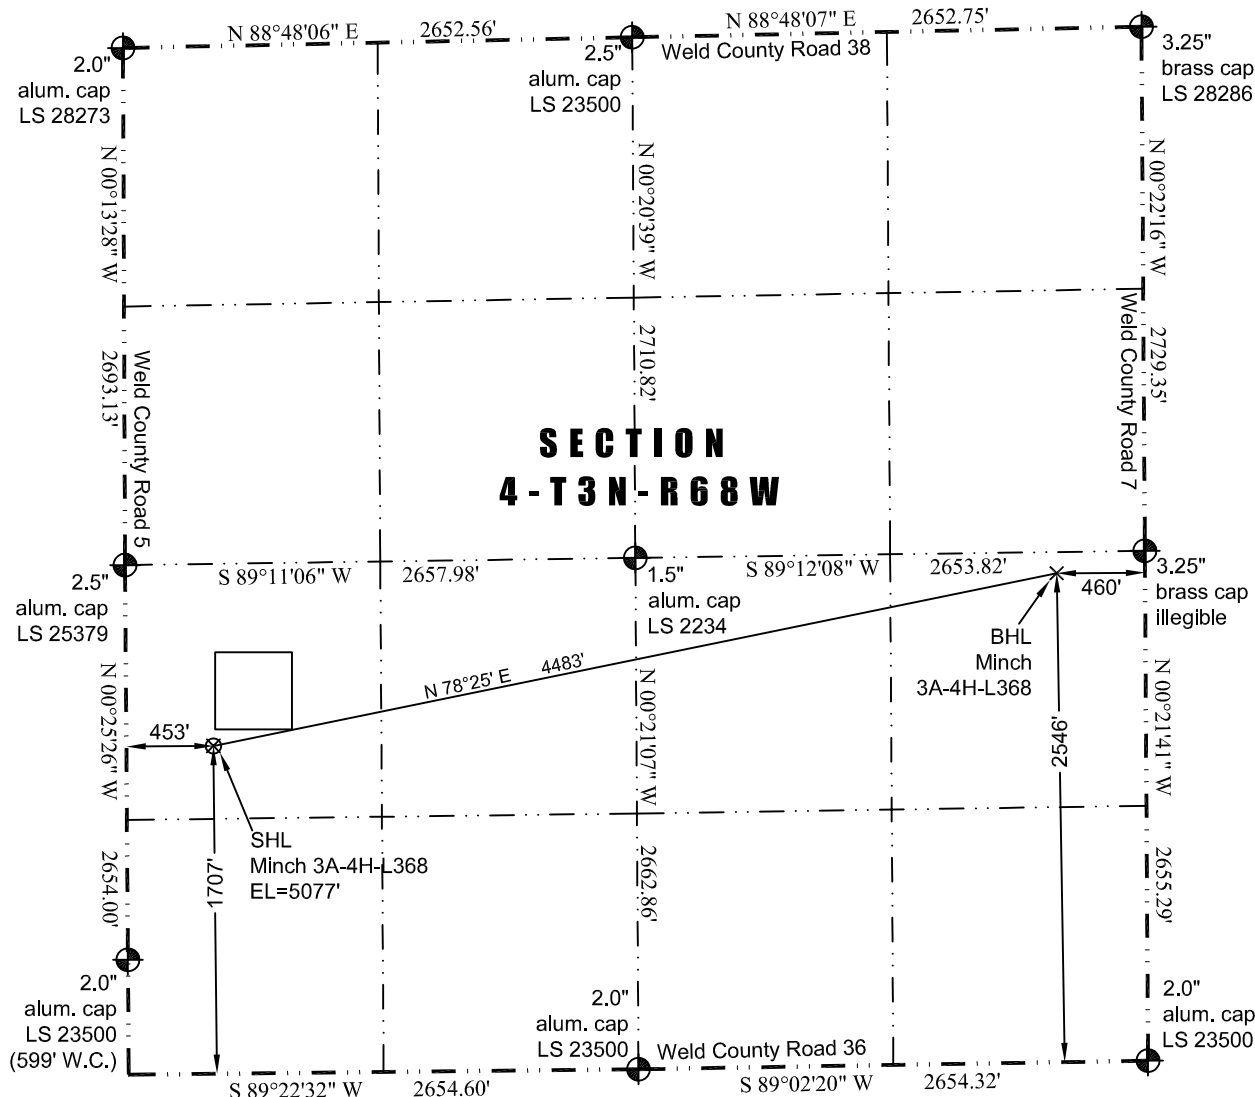 N 88°48'06" E
2652.56'
N 88°48'07" E
2652.75'
Weld County Road 38
2.0"
alum. cap
LS 28273
2.5"
alum. cap
LS 23500
3.25"
brass cap
LS 28286
N 00°13'28" W
2693.13'
Weld County Road 5
N 00°20'39" W
2710.82'
N 00°22'16" W
2729.35'
Weld County Road 7
SECTION
4-T3N-R68W
S 89°11'06" W
2657.98'
S 89°12'08" W
2653.82'
2.5"
alum. cap
LS 25379
1.5"
alum. cap
LS 2234
3.25"
brass cap
illegible
460'
BHL
Minch
3A-4H-L368
N 78°25' E
4483'
453'
N 00°25'26" W
2654.00'
N 00°21'07" W
2662.86'
N 00°21'41" W
2655.29'
2546'
1707'
SHL
Minch 3A-4H-L368
EL=5077'
2.0"
alum. cap
LS 23500
(599' W.C.)
2.0"
alum. cap
LS 23500
2.0"
alum. cap
LS 23500
Weld County Road 36
S 89°22'32" W
2654.60'
S 89°02'20" W
2654.32'